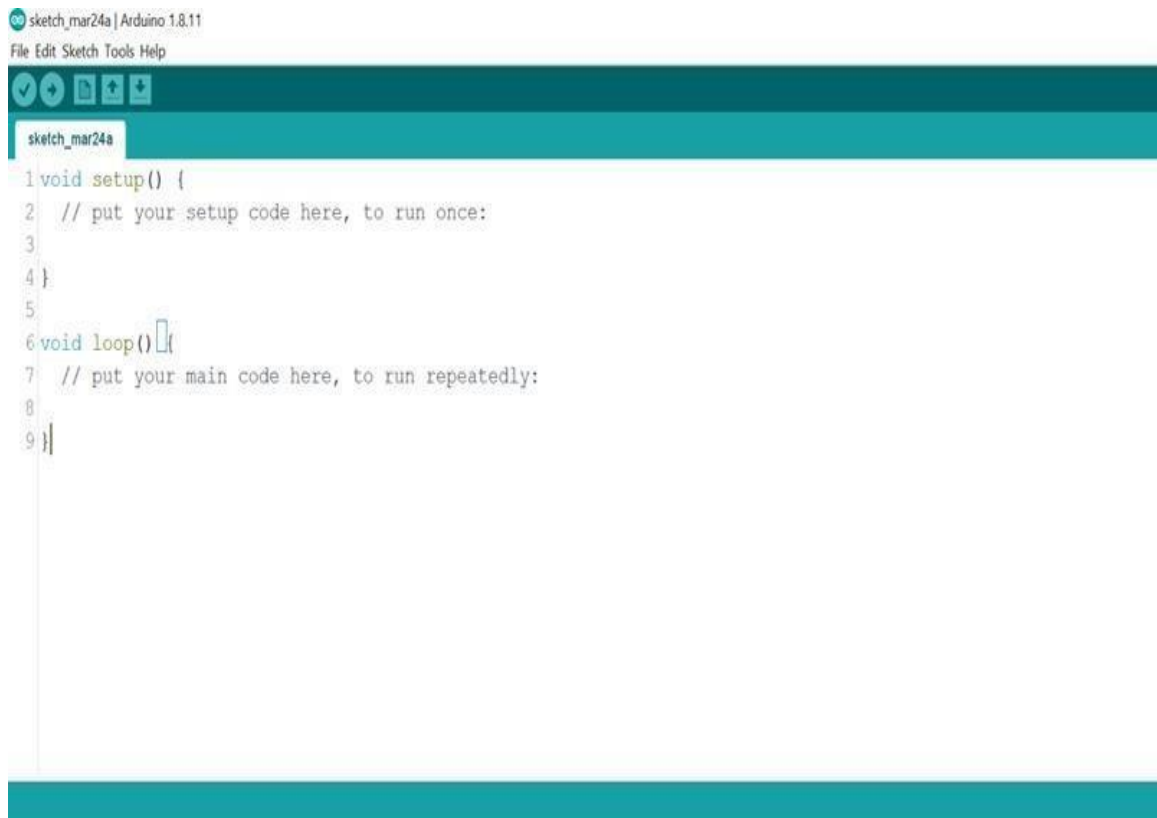 sketch_mar24a | Arduino 1.8.11
File Edit Sketch Tools Help
sketch_mar24a
1 void setup() {
2 // put your setup code here, to run once:
3
4 }
5
6 void loop() {
7 // put your main code here, to run repeatedly:
8
9 }